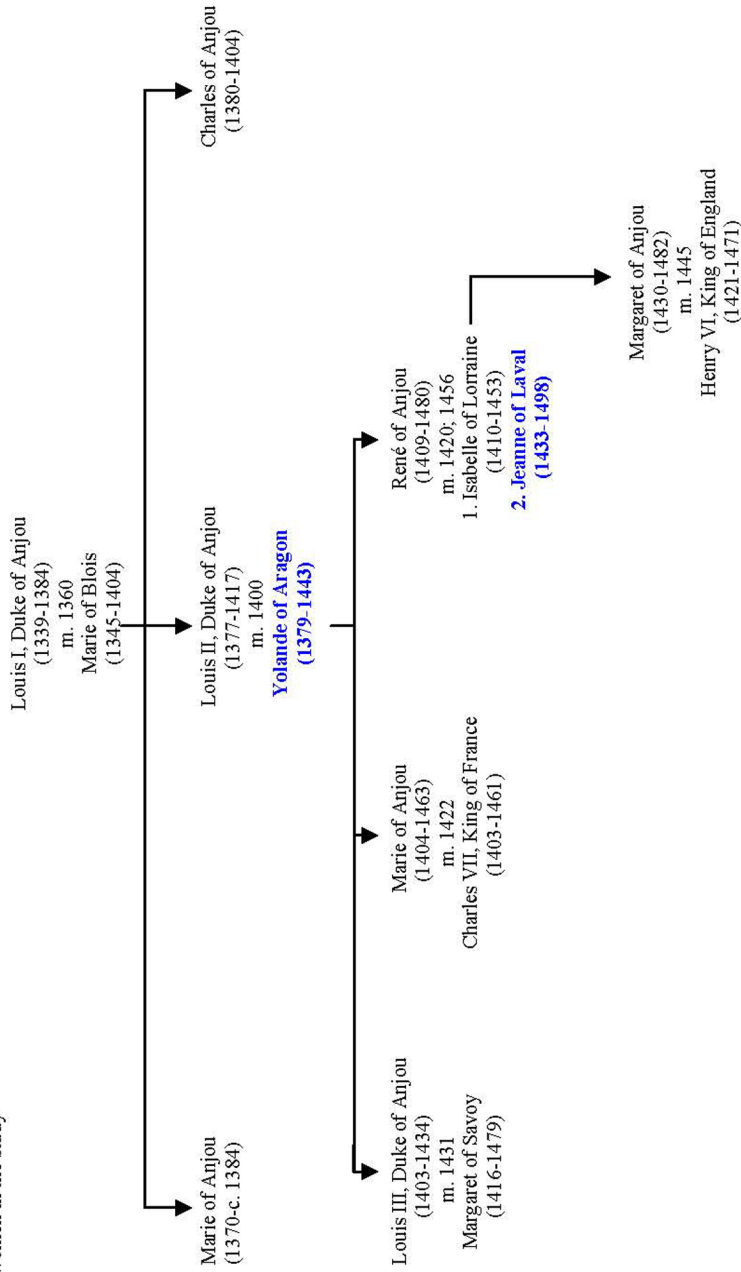 women in the study
Louis I, Duke of Anjou
(1339-1384)
m. 1360
Marie of Blois
(1345-1404)
Marie of Anjou
(1370-c. 1384)
Louis II, Duke of Anjou
(1377-1417)
m. 1400
Yolande of Aragon
(1379-1443)
Charles of Anjou
(1380-1404)
Louis III, Duke of Anjou
(1403-1434)
m. 1431
Margaret of Savoy
(1416-1479)
Marie of Anjou
(1404-1463)
m. 1422
Charles VII, King of France
(1403-1461)
René of Anjou
(1409-1480)
m. 1420; 1456
1. Isabelle of Lorraine
(1410-1453)
2. Jeanne of Laval
(1433-1498)
Margaret of Anjou
(1430-1482)
m. 1445
Henry VI, King of England
(1421-1471)